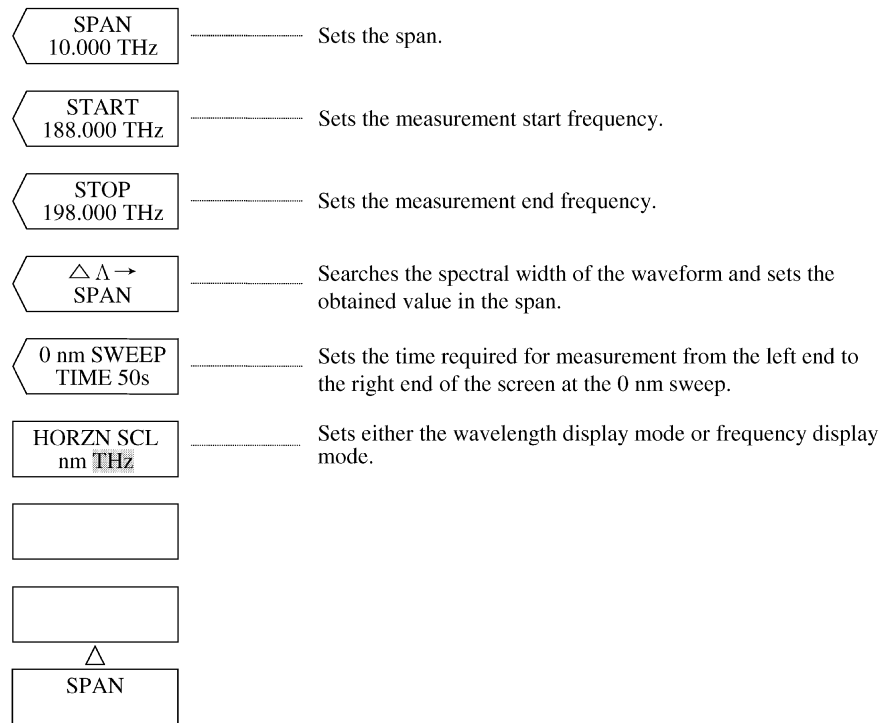 SPAN
10.000 THz
Sets the span.
START
188.000 THz
Sets the measurement start frequency.
STOP
198.000 THz
Sets the measurement end frequency.
△ Λ →
SPAN
Searches the spectral width of the waveform and sets the
obtained value in the span.
0 nm SWEEP
TIME 50s
Sets the time required for measurement from the left end to
the right end of the screen at the 0 nm sweep.
HORZN SCL
nm THz
Sets either the wavelength display mode or frequency display
mode.
△
SPAN